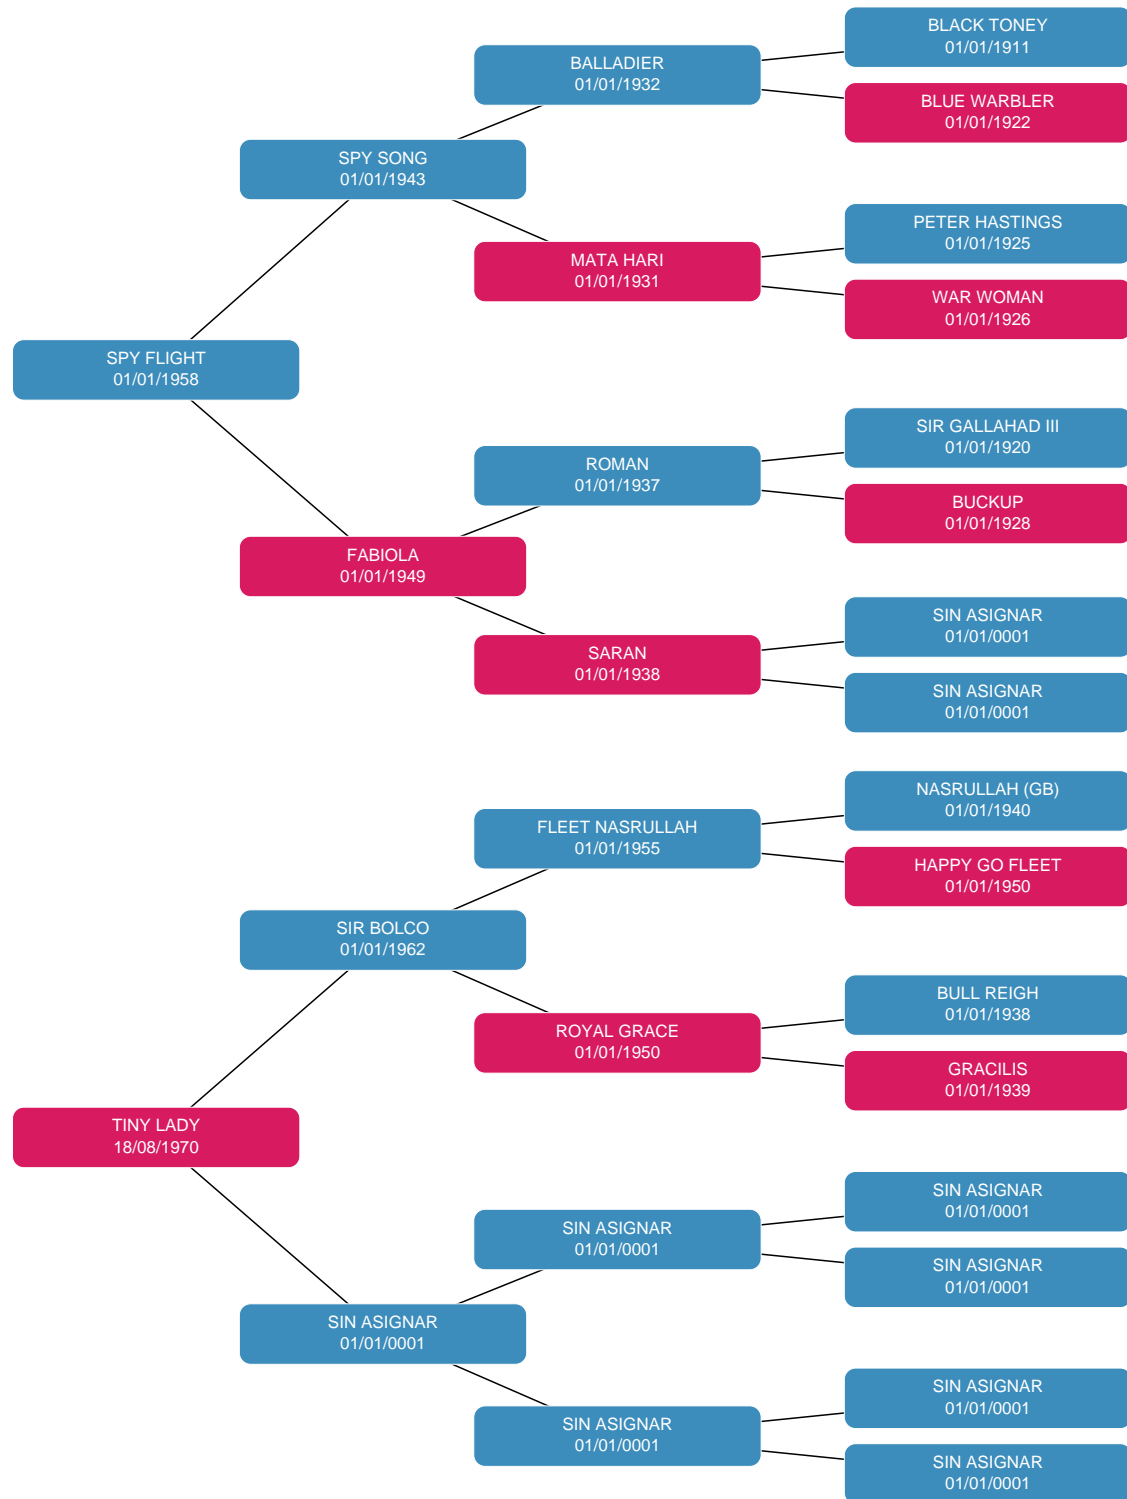 BLACK TONEY
01/01/1911
BALLADIER
01/01/1932
BLUE WARBLER
01/01/1922
SPY SONG
01/01/1943
PETER HASTINGS
01/01/1925
MATA HARI
01/01/1931
WAR WOMAN
01/01/1926
SPY FLIGHT
01/01/1958
SIR GALLAHAD III
01/01/1920
ROMAN
01/01/1937
BUCKUP
01/01/1928
FABIOLA
01/01/1949
SIN ASIGNAR
01/01/0001
SARAN
01/01/1938
SIN ASIGNAR
01/01/0001
NASRULLAH (GB)
01/01/1940
FLEET NASRULLAH
01/01/1955
HAPPY GO FLEET
01/01/1950
SIR BOLCO
01/01/1962
BULL REIGH
01/01/1938
ROYAL GRACE
01/01/1950
GRACILIS
01/01/1939
TINY LADY
18/08/1970
SIN ASIGNAR
01/01/0001
SIN ASIGNAR
01/01/0001
SIN ASIGNAR
01/01/0001
SIN ASIGNAR
01/01/0001
SIN ASIGNAR
01/01/0001
SIN ASIGNAR
01/01/0001
SIN ASIGNAR
01/01/0001